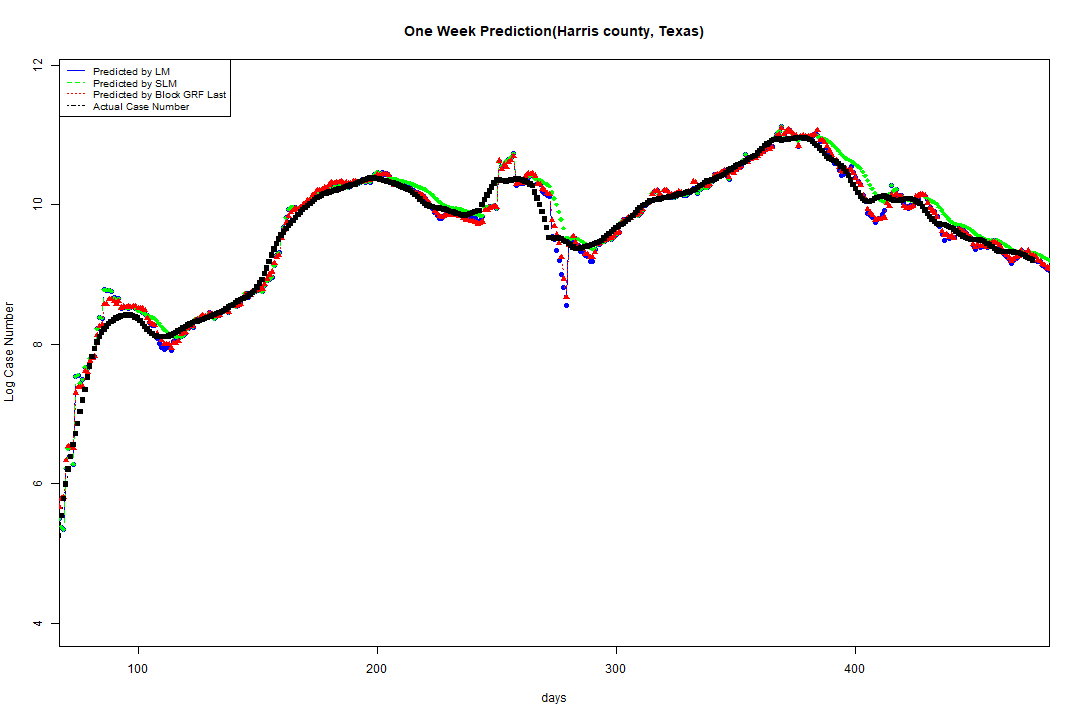 One Week Prediction(Harris county, Texas)
Predicted by LM
Predicted by SLM
Predicted by Block GRF Last
Actual Case Number
12
10
8
6
4
Log Case Number
100
200
300
400
days